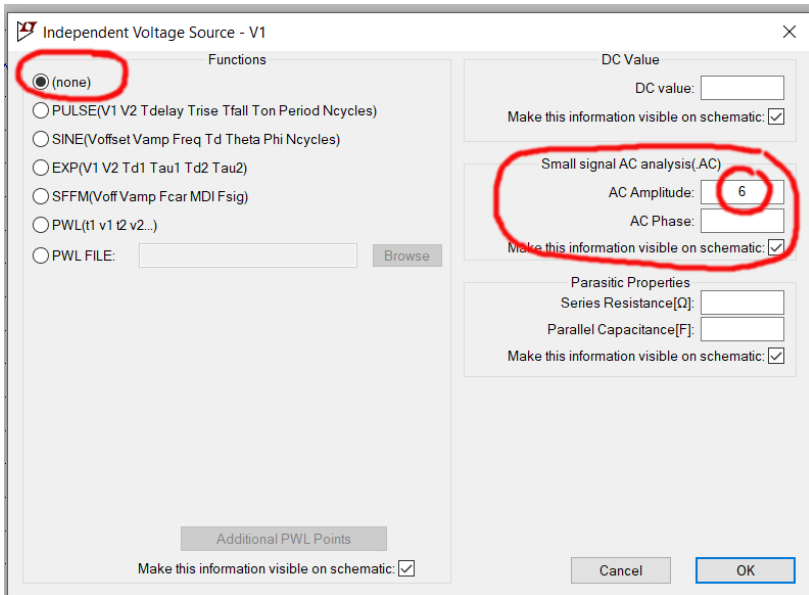 Independent Voltage Source - V1
Functions
(none)
PULSE(V1 V2 Tdelay Trise Tfall Ton Period Ncycles)
SINE(Voffset Vamp Freq Td Theta Phi Ncycles)
EXP(V1 V2 Td1 Tau1 Td2 Tau2)
SFFM(Voff Vamp Fcar MDI Fsig)
PWL(t1 v1 t2 v2...)
PWL FILE: Browse
Additional PWL Points
Make this information visible on schematic:
DC Value
DC value:
Make this information visible on schematic:
Small signal AC analysis(.AC)
AC Amplitude: 6
AC Phase:
Make this information visible on schematic:
Parasitic Properties
Series Resistance[Ω]:
Parallel Capacitance[F]:
Make this information visible on schematic:
Cancel OK